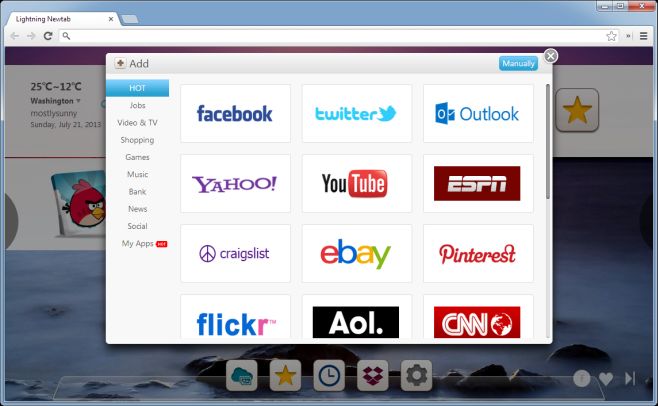 Lightning Newtab
Add
Manually
25℃~12℃
Washington
mostlysunny
Sunday, July 21, 2013
HOT
Jobs
Video & TV
Shopping
Games
Music
Bank
News
Social
My Apps HOT
facebook
twitter
Outlook
YAHOO!
YouTube
ESPN
craigslist
ebay
Pinterest
flickr™
Aol.
CNN